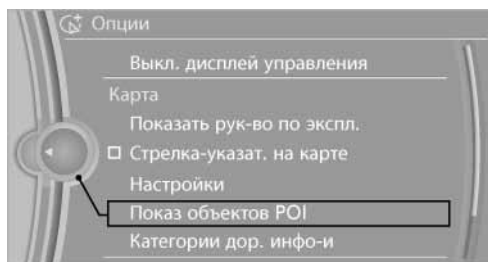 Опции
Выкл. дисплей управления
Карта
Показать рук-во по экспл.
Стрелка-указат. на карте
Настройки
Показ объектов POI
Категории дор. инфо-и